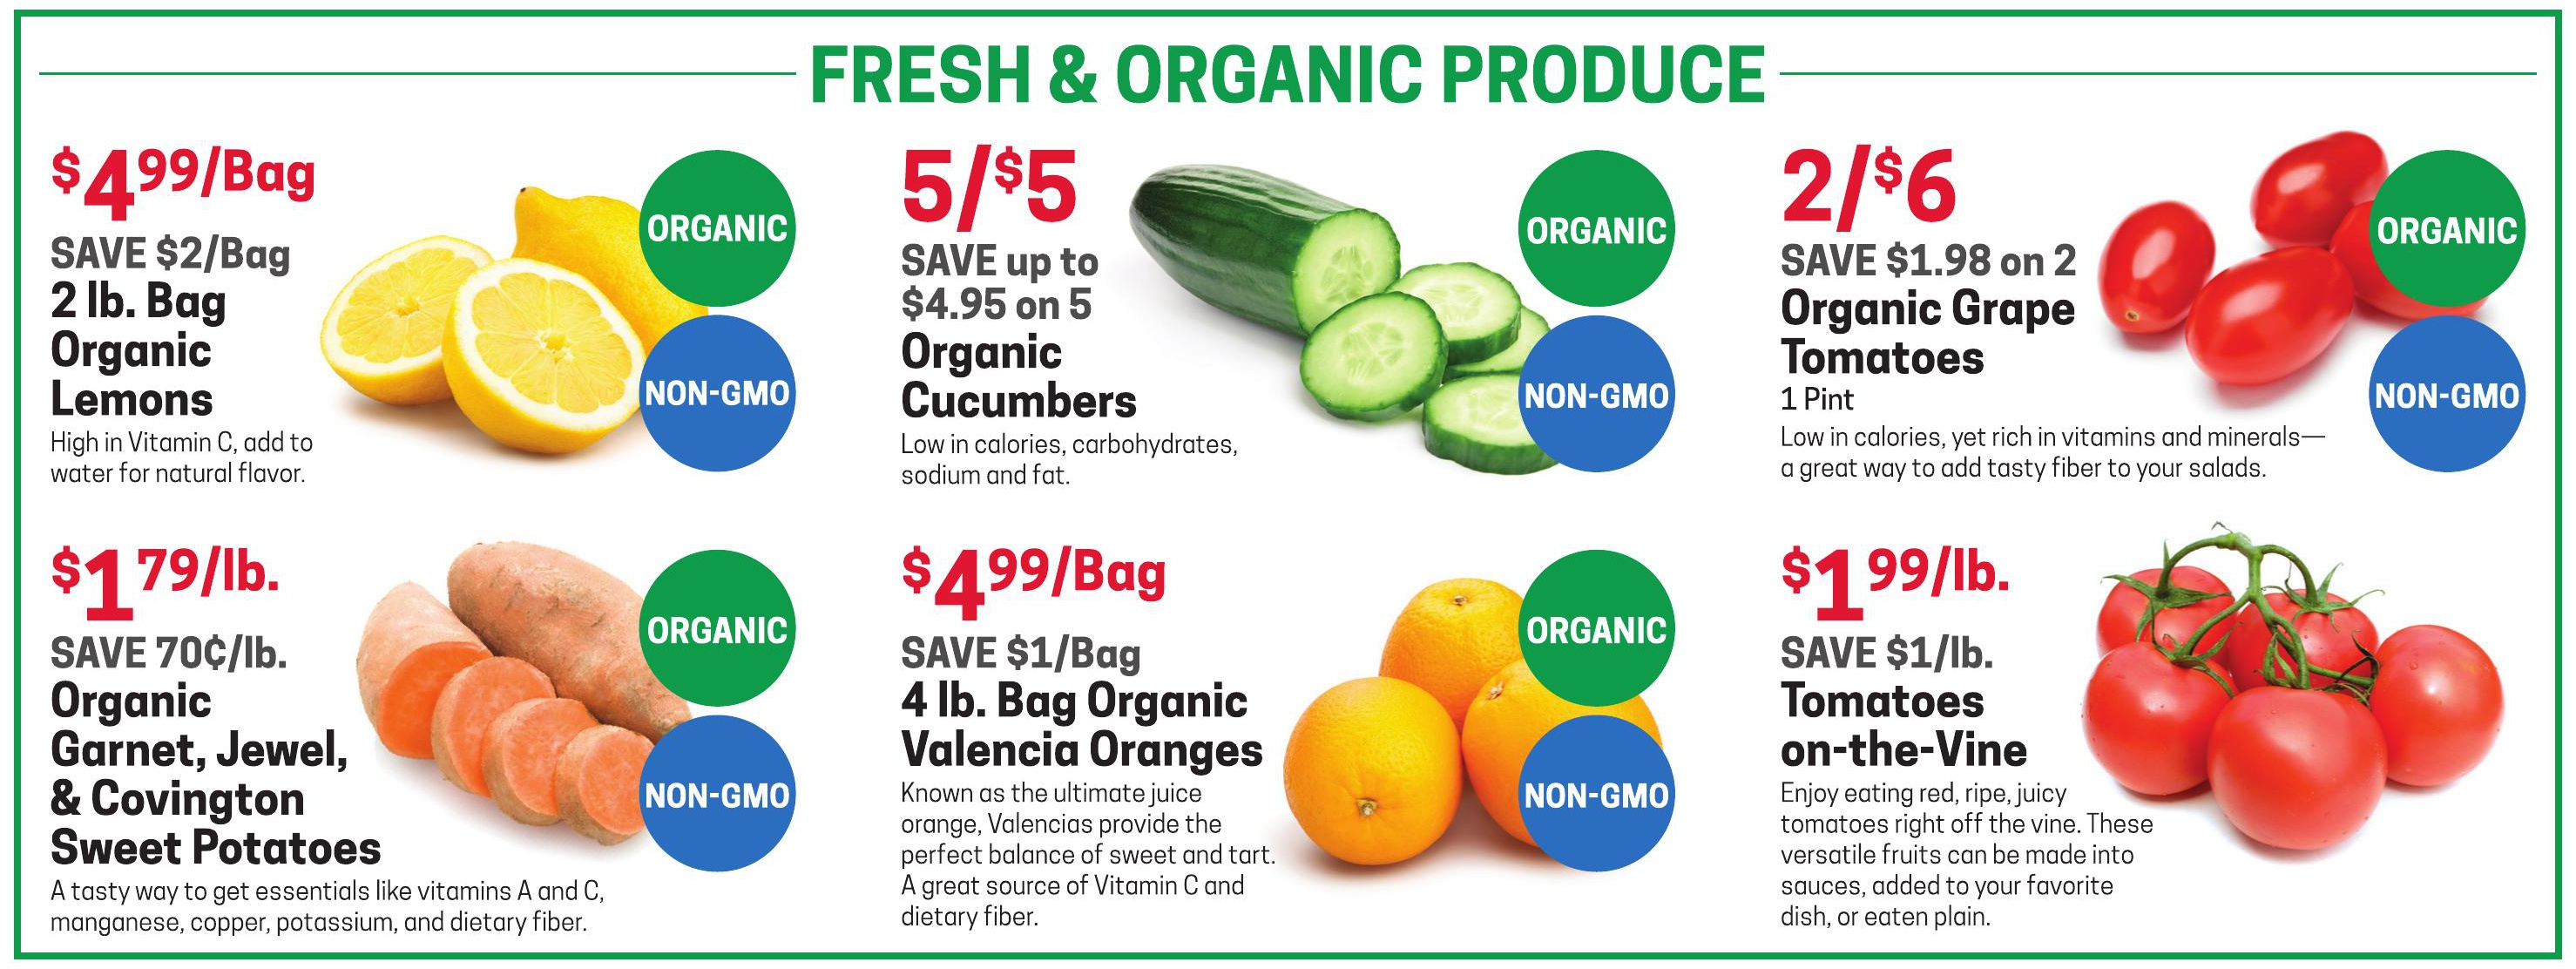 FRESH & ORGANIC PRODUCE
$4.99/Bag
SAVE $2/Bag
2 lb. Bag
Organic
Lemons
High in Vitamin C, add to
water for natural flavor.
ORGANIC
NON-GMO
5/$5
SAVE up to
$4.95 on 5
Organic
Cucumbers
Low in calories, carbohydrates,
sodium and fat.
ORGANIC
NON-GMO
2/$6
SAVE $1.98 on 2
Organic Grape
Tomatoes
1 Pint
Low in calories, yet rich in vitamins and minerals—
a great way to add tasty fiber to your salads.
ORGANIC
NON-GMO
$1 79/lb.
SAVE 70¢/lb.
Organic
Garnet, Jewel,
& Covington
Sweet Potatoes
A tasty way to get essentials like vitamins A and C,
manganese, copper, potassium, and dietary fiber.
ORGANIC
NON-GMO
$4 99/Bag
SAVE $1/Bag
4 lb. Bag Organic
Valencia Oranges
Known as the ultimate juice
orange, Valencias provide the
perfect balance of sweet and tart.
A great source of Vitamin C and
dietary fiber.
ORGANIC
NON-GMO
$1 99/lb.
SAVE $1/lb.
Tomatoes
on-the-Vine
Enjoy eating red, ripe, juicy
tomatoes right off the vine. These
versatile fruits can be made into
sauces, added to your favorite
dish, or eaten plain.